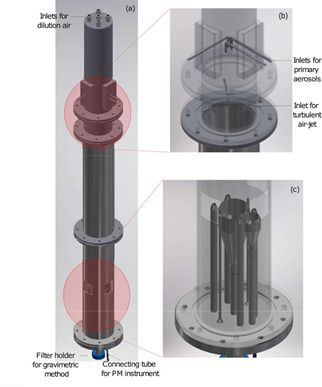 (a)
Inlets for
dilution air
(b)
Inlets for
primary
aerosols
Inlet for
turbulent
air-jet
(c)
Filter holder
for gravimetric
method
Connecting tube
for PM instrument